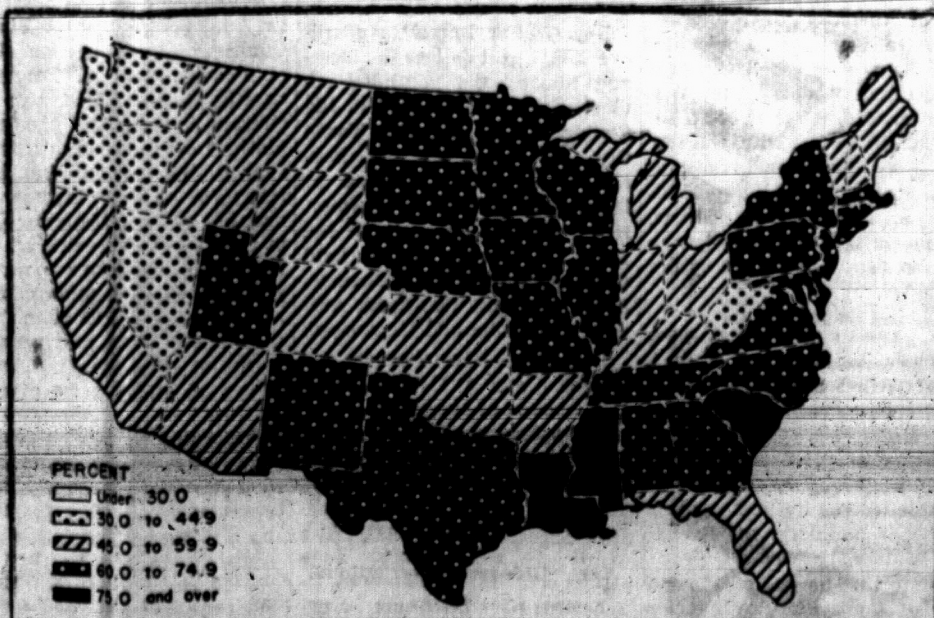 PERCENT
Under 30.0
30.0 to 44.9
45.0 to 59.9
60.0 to 74.9
75.0 and over